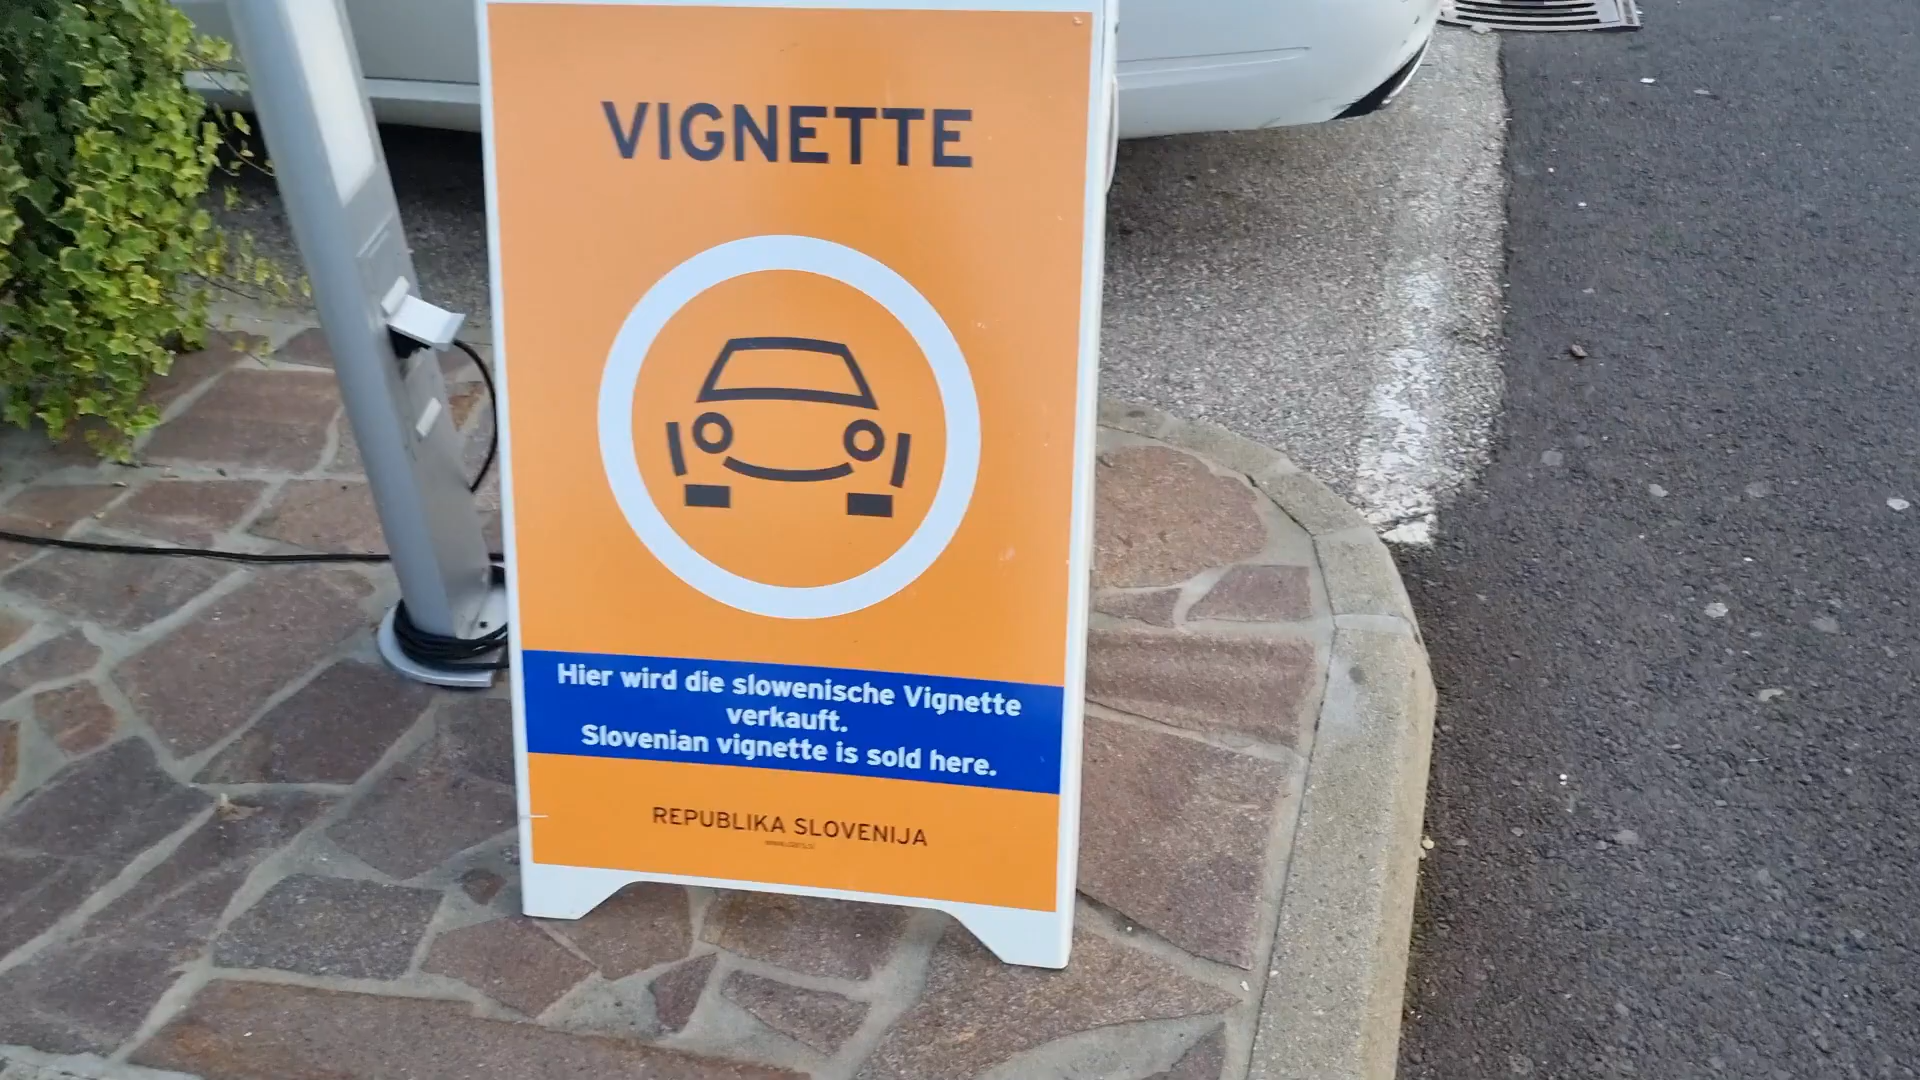 VIGNETTE
Hier wird die slowenische Vignette
verkauft.
Slovenian vignette is sold here.
REPUBLIKA SLOVENIJA